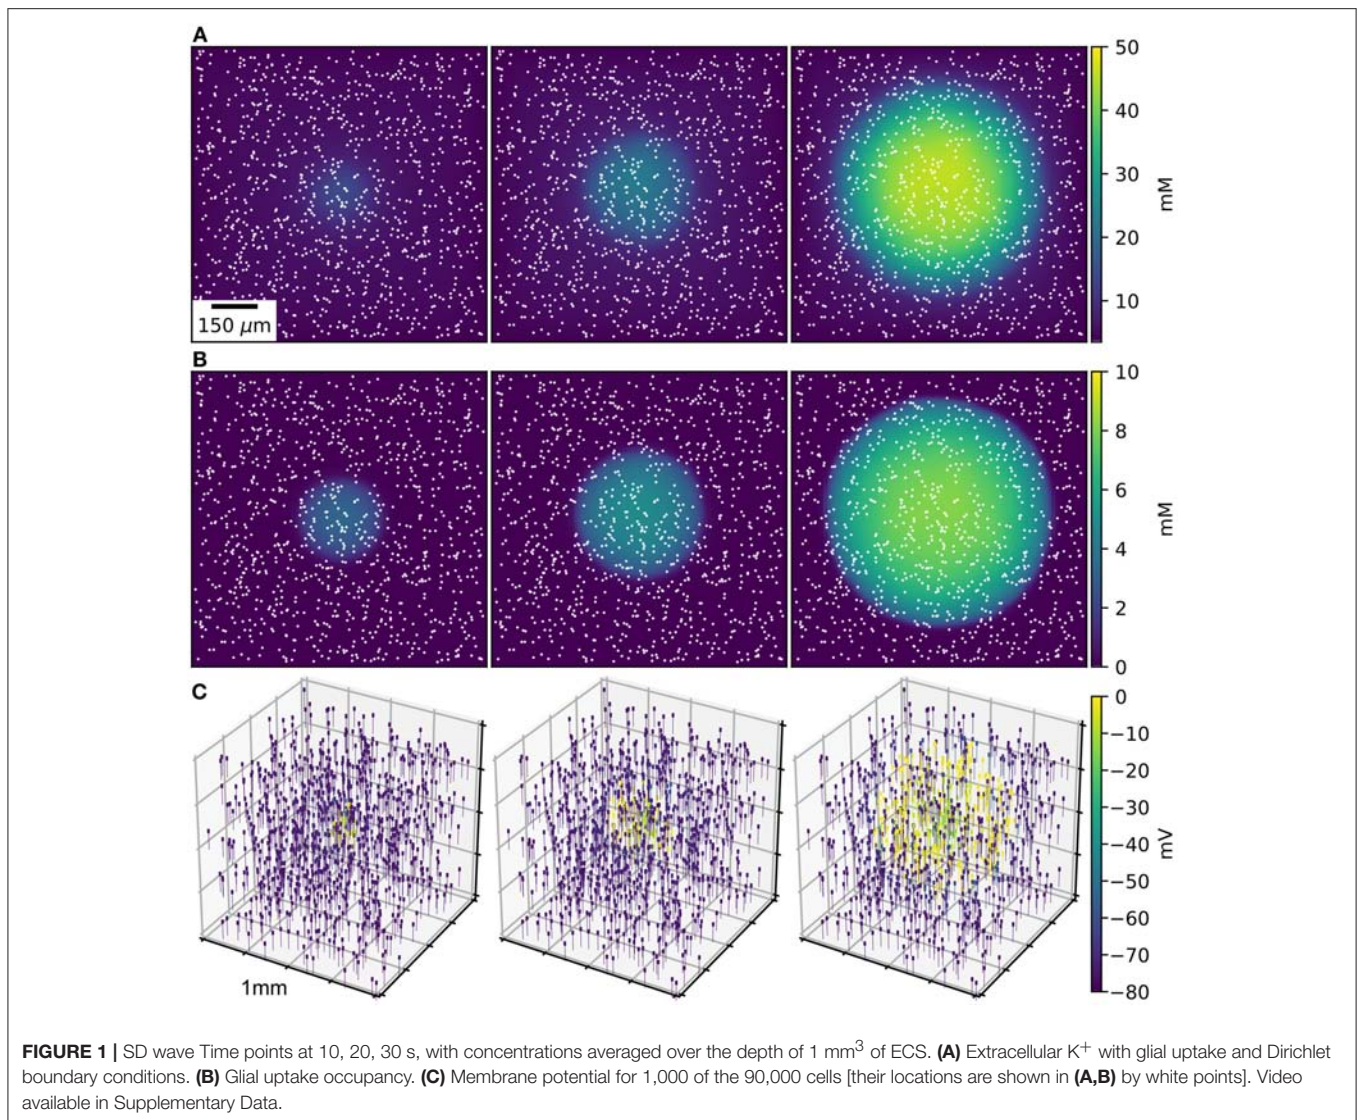 A
50
40
30
20
10
mM
150 μm
B
10
8
6
4
2
0
mM
C
0
−10
−20
−30
−40
−50
−60
−70
−80
mV
1mm
FIGURE 1 | SD wave Time points at 10, 20, 30 s, with concentrations averaged over the depth of 1 mm³ of ECS. (A) Extracellular K⁺ with glial uptake and Dirichlet
boundary conditions. (B) Glial uptake occupancy. (C) Membrane potential for 1,000 of the 90,000 cells [their locations are shown in (A,B) by white points]. Video
available in Supplementary Data.